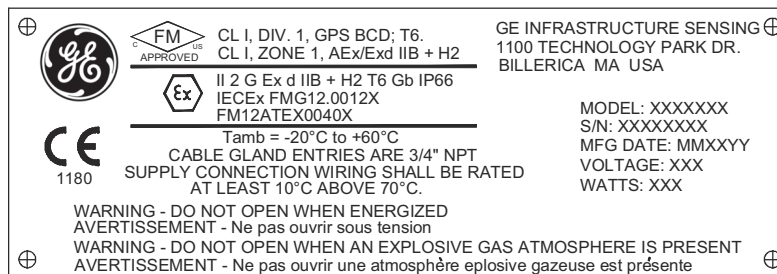 GE
c FM us
APPROVED
CL I, DIV. 1, GPS BCD; T6.
CL I, ZONE 1, AEx/Exd IIB + H2
GE INFRASTRUCTURE SENSING
1100 TECHNOLOGY PARK DR.
BILLERICA MA USA
Ex
II 2 G Ex d IIB + H2 T6 Gb IP66
IECEx FMG12.0012X
FM12ATEX0040X
MODEL: XXXXXXX
S/N: XXXXXXXX
MFG DATE: MMXXYY
VOLTAGE: XXX
WATTS: XXX
CE
1180
Tamb = -20°C to +60°C
CABLE GLAND ENTRIES ARE 3/4" NPT
SUPPLY CONNECTION WIRING SHALL BE RATED
AT LEAST 10°C ABOVE 70°C.
WARNING - DO NOT OPEN WHEN ENERGIZED
AVERTISSEMENT - Ne pas ouvrir sous tension
WARNING - DO NOT OPEN WHEN AN EXPLOSIVE GAS ATMOSPHERE IS PRESENT
AVERTISSEMENT - Ne pas ouvrir une atmosphère eplosive gazeuse est présente